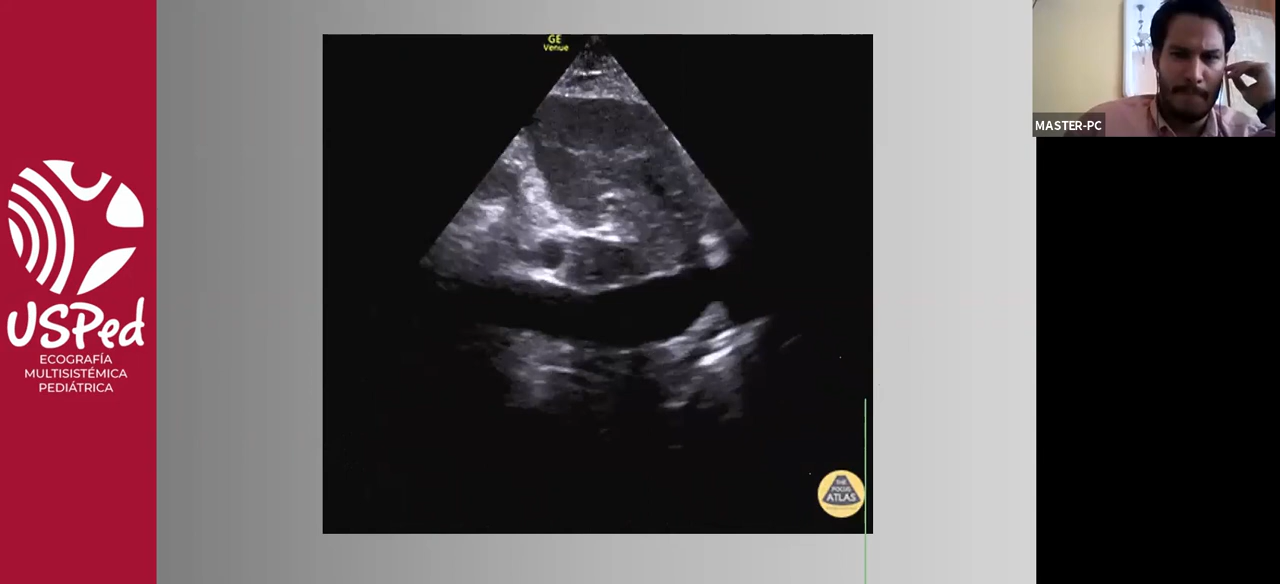 GE
Venue
MASTER-PC
USPed
ECOGRAFÍA
MULTISISTÉMICA
PEDIÁTRICA
THE
POCUS
ATLAS